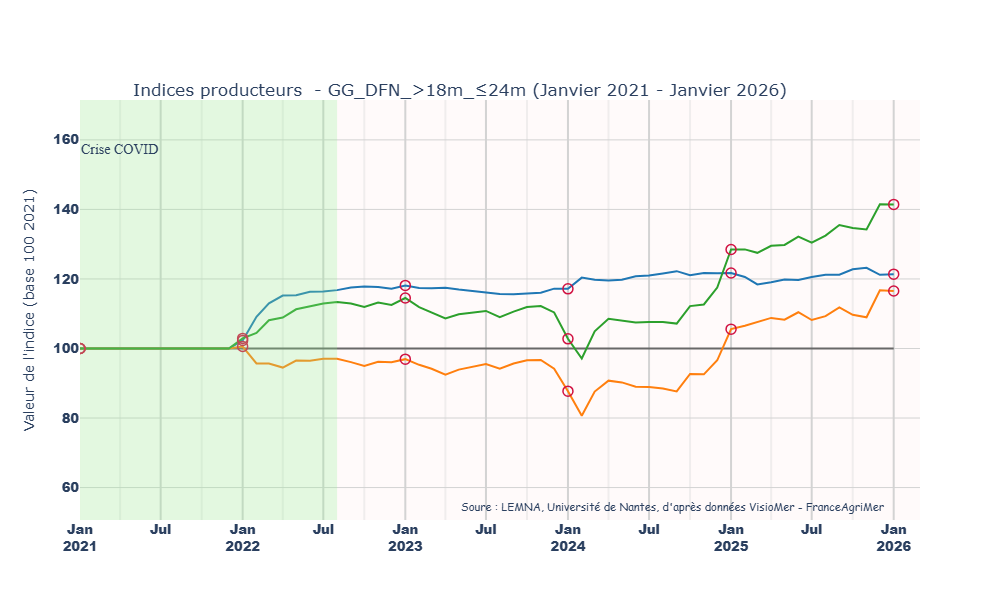 Indices producteurs - GG_DFN_>18m_≤24m (Janvier 2021 - Janvier 2026)
Valeur de l'indice (base 100 2021)
160
140
120
100
80
60
Crise COVID
Soure : LEMNA, Université de Nantes, d'après données VisioMer - FranceAgriMer
Jan Jul Jan Jul Jan Jul Jan Jul Jan Jul Jan
2021 2022 2023 2024 2025 2026